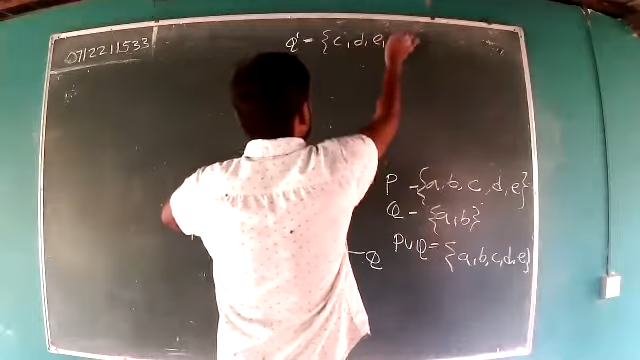 0712211533
Q' = {c, d, e,
P - {a, b, c, d, e}
Q - {a, b}
P∪Q = {a, b, c, d, e}
Q